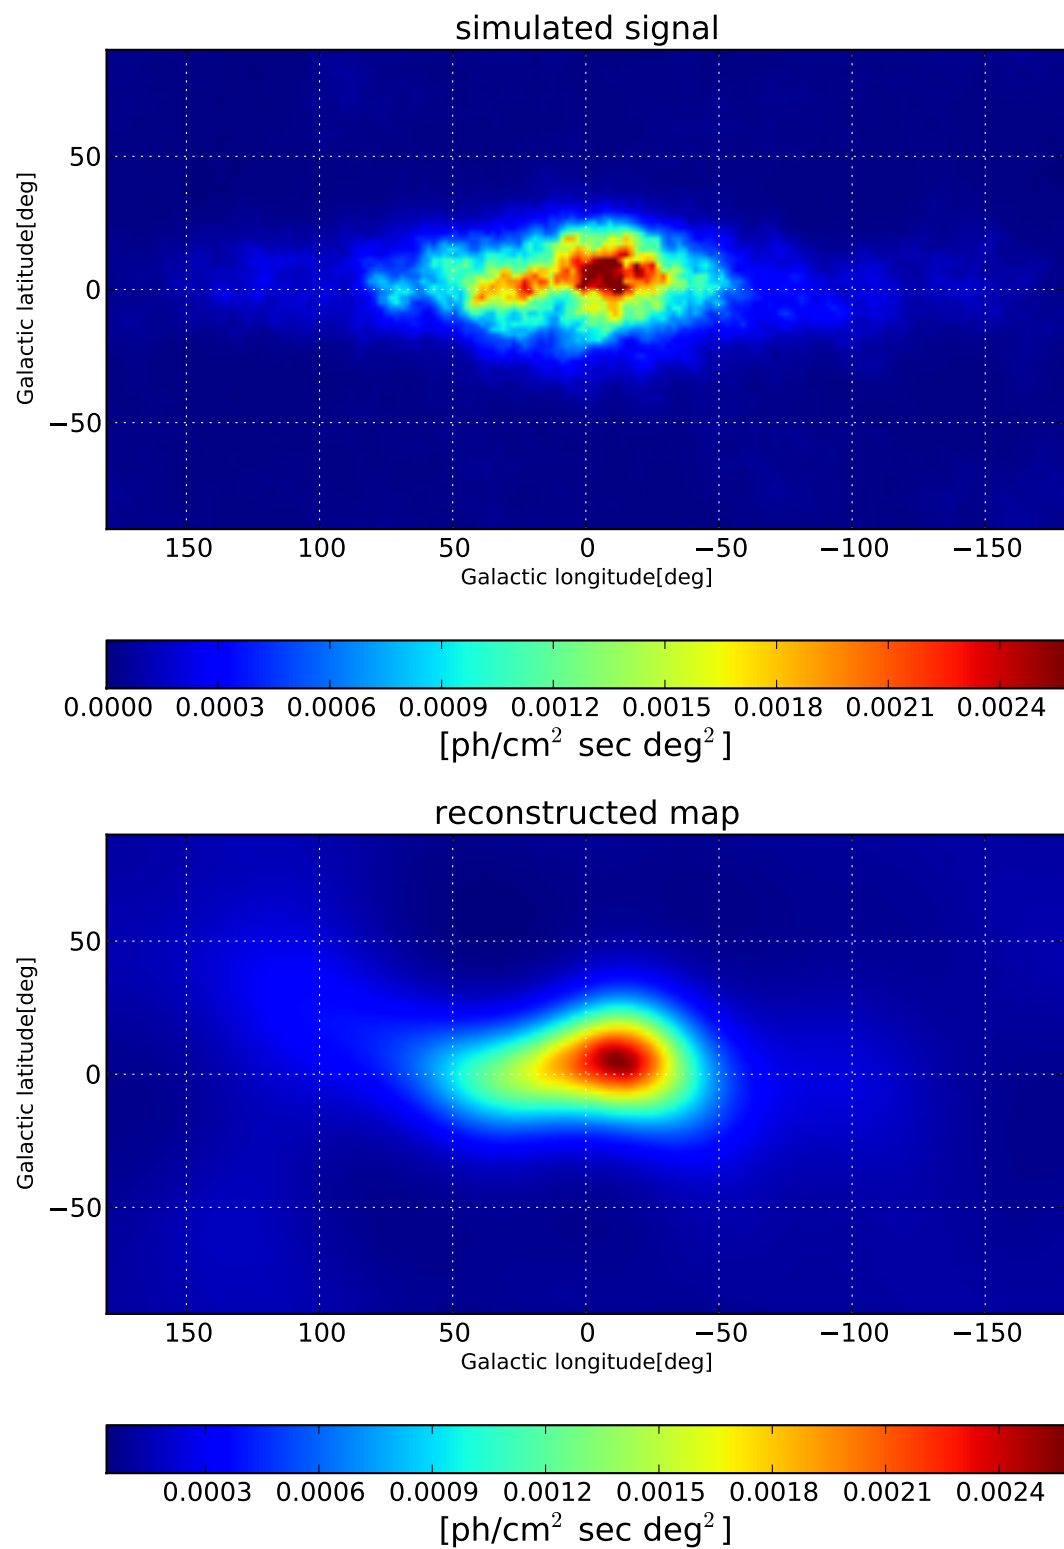 simulated signal
50
0
−50
Galactic latitude[deg]
150 100 50 0 −50 −100 −150
Galactic longitude[deg]
0.0000 0.0003 0.0006 0.0009 0.0012 0.0015 0.0018 0.0021 0.0024
[ph/cm² sec deg²]
reconstructed map
50
0
−50
Galactic latitude[deg]
150 100 50 0 −50 −100 −150
Galactic longitude[deg]
0.0003 0.0006 0.0009 0.0012 0.0015 0.0018 0.0021 0.0024
[ph/cm² sec deg²]